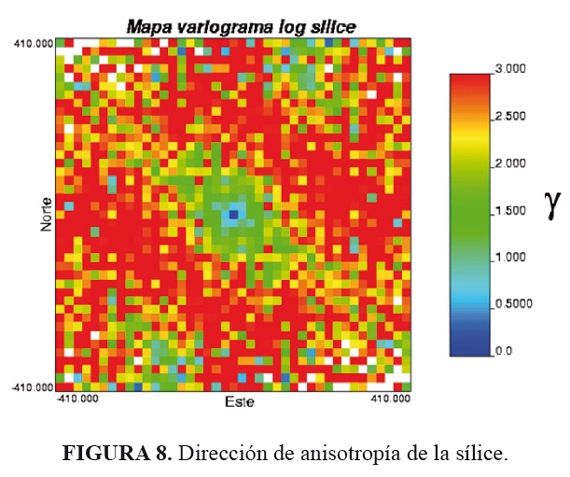 Mapa variograma log silice
410.000
Norte
-410.000
-410.000
Este
410.000
3.000
2.500
2.000
1.500
1.000
0.5000
0.0
γ
FIGURA 8. Dirección de anisotropía de la sílice.